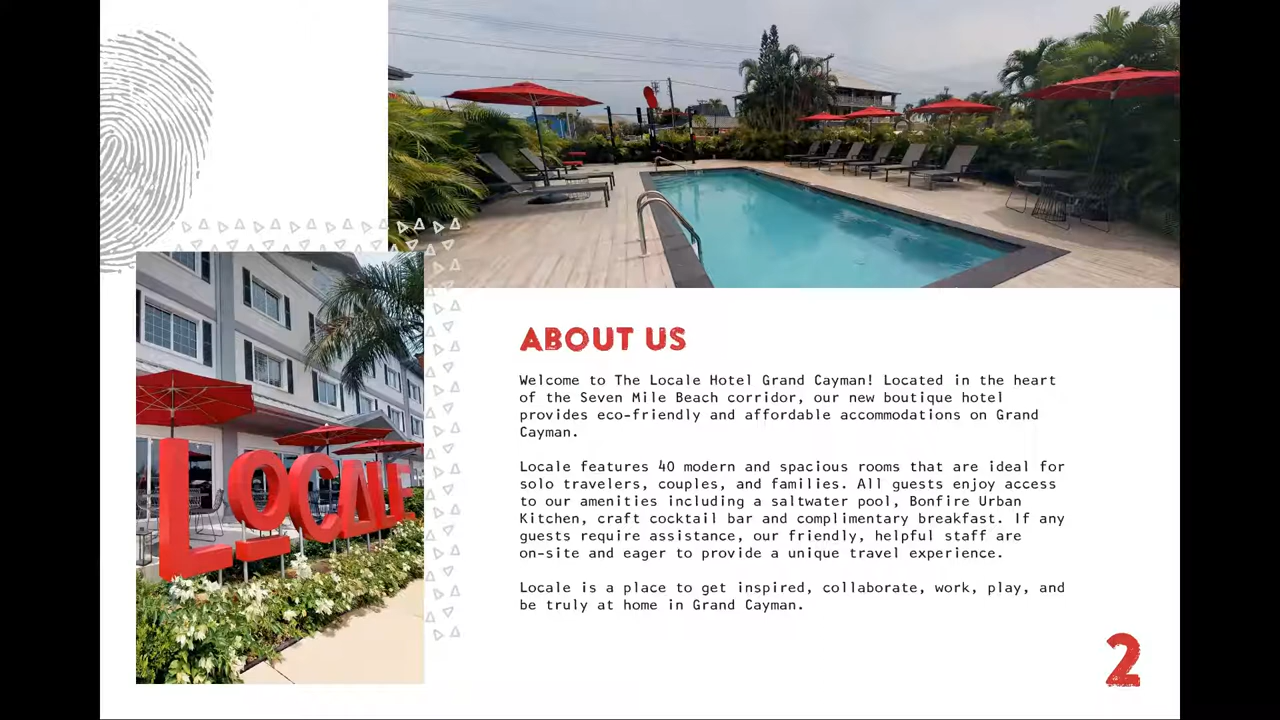 LOCALE
ABOUT US
Welcome to The Locale Hotel Grand Cayman! Located in the heart
of the Seven Mile Beach corridor, our new boutique hotel
provides eco-friendly and affordable accommodations on Grand
Cayman.
Locale features 40 modern and spacious rooms that are ideal for
solo travelers, couples, and families. All guests enjoy access
to our amenities including a saltwater pool, Bonfire Urban
Kitchen, craft cocktail bar and complimentary breakfast. If any
guests require assistance, our friendly, helpful staff are
on-site and eager to provide a unique travel experience.
Locale is a place to get inspired, collaborate, work, play, and
be truly at home in Grand Cayman.
2